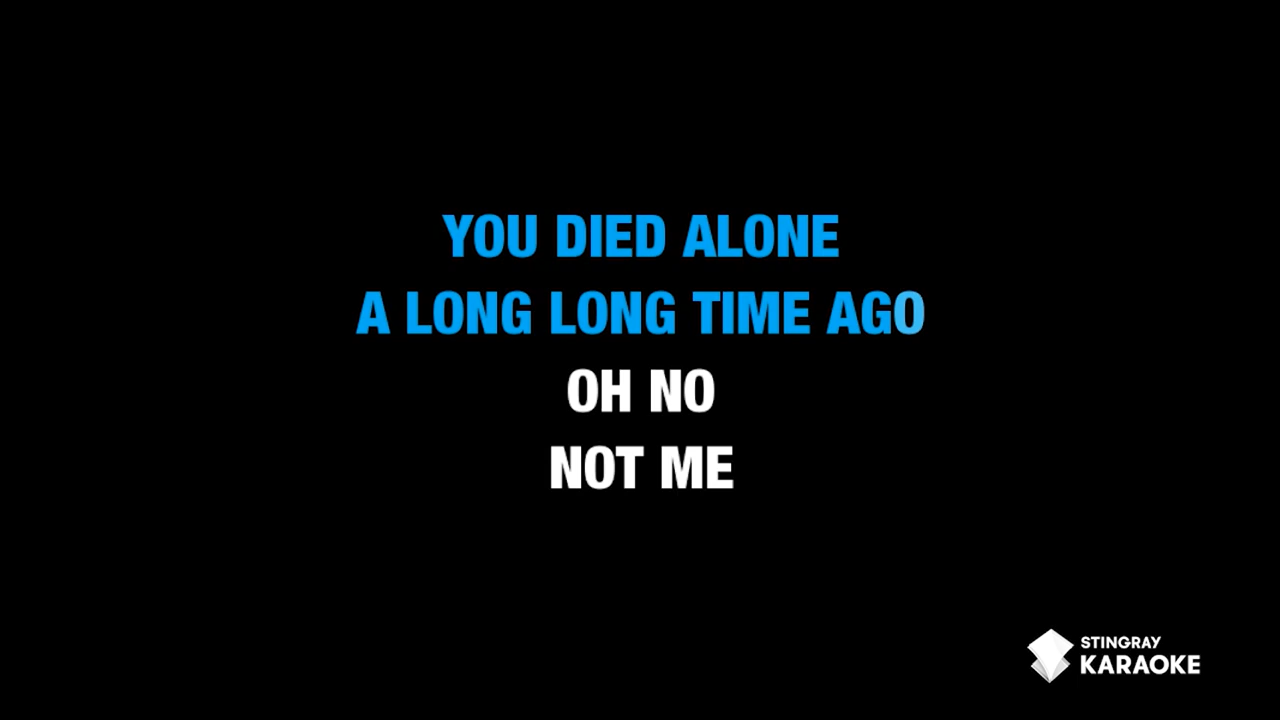 YOU DIED ALONE
A LONG LONG TIME AGO
OH NO
NOT ME
STINGRAY
KARAOKE